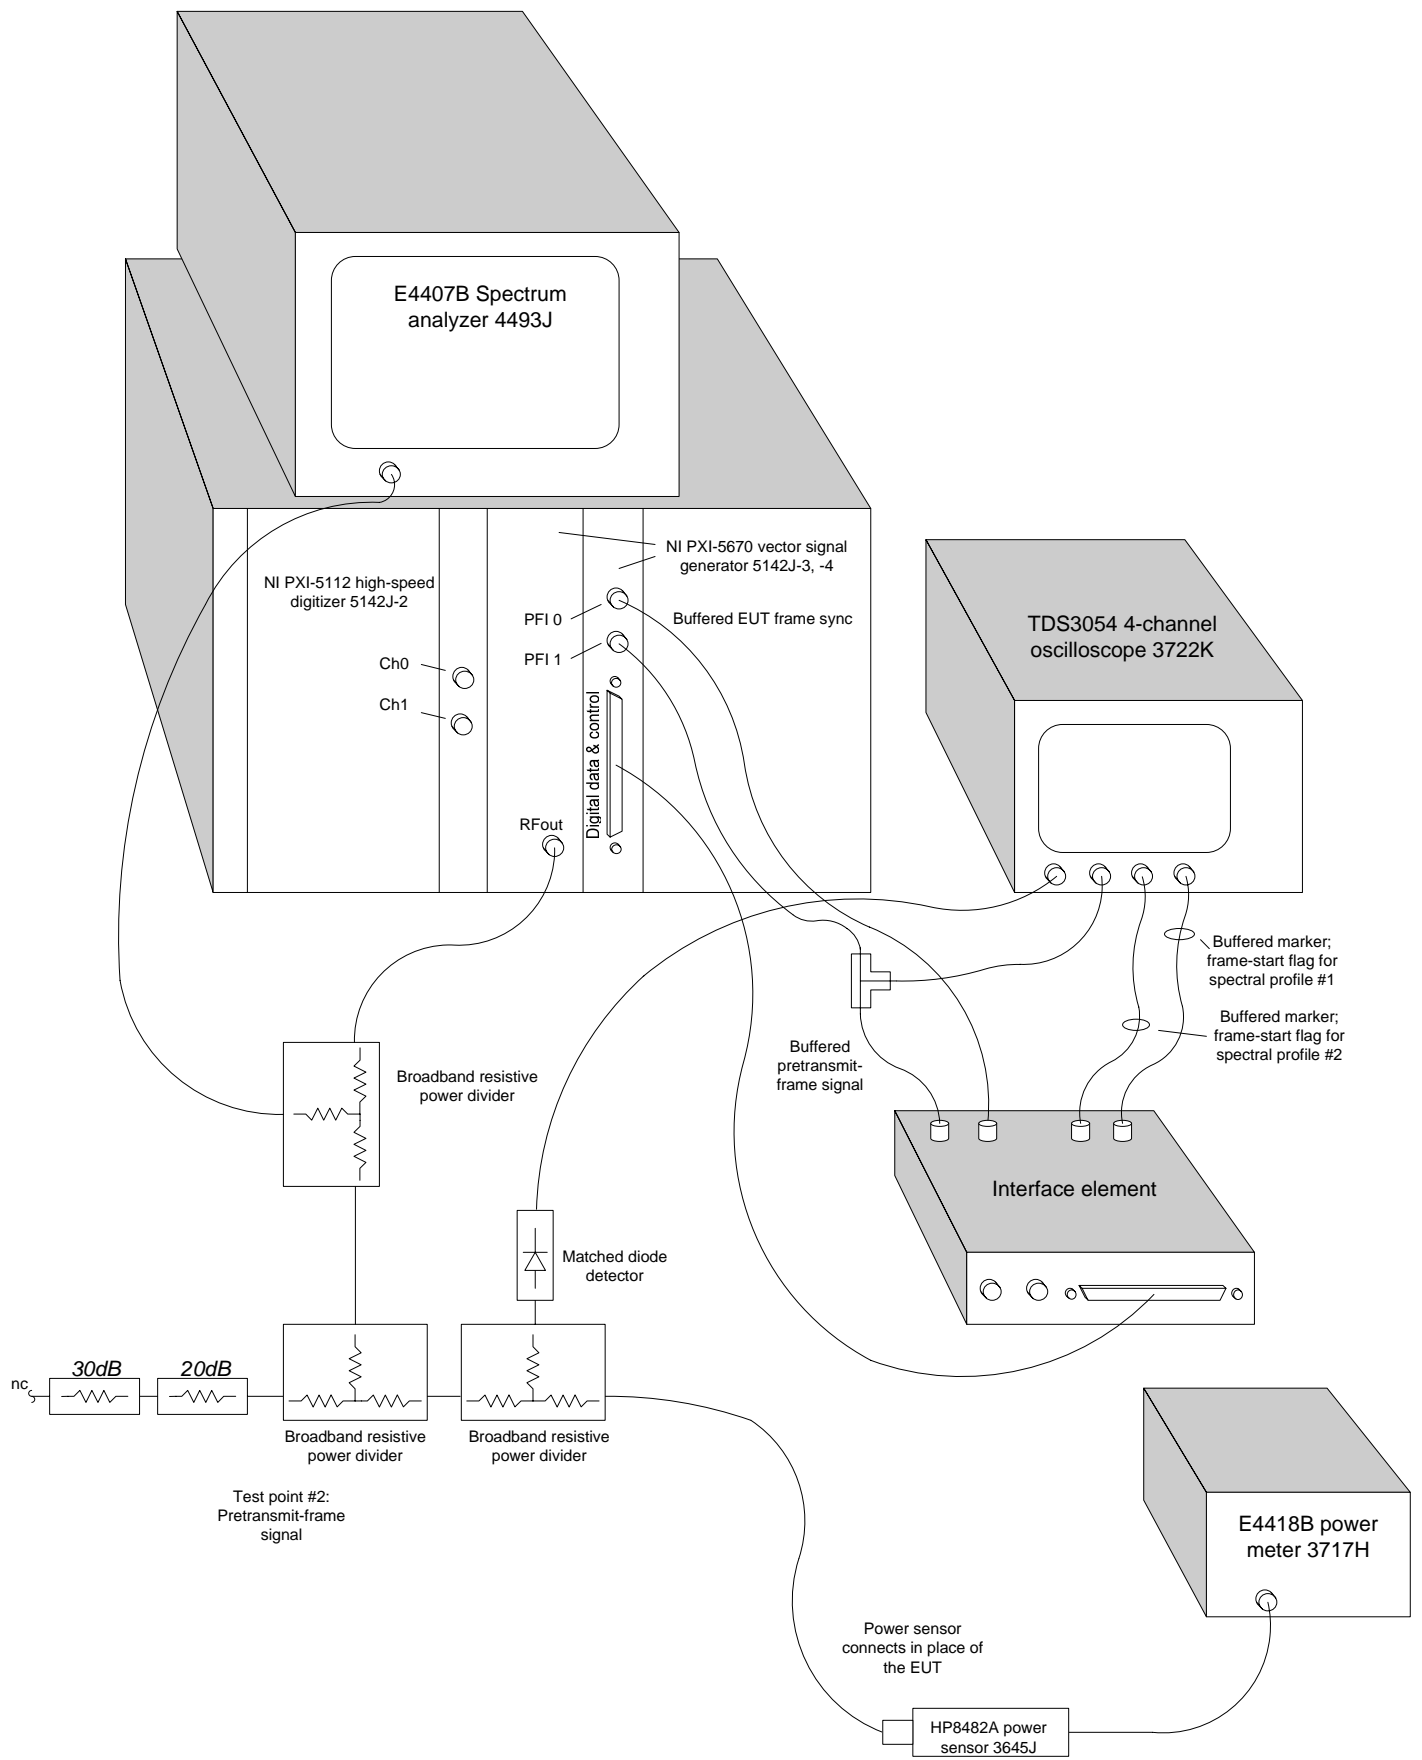 E4407B Spectrum
analyzer 4493J
NI PXI-5670 vector signal
generator 5142J-3, -4
NI PXI-5112 high-speed
digitizer 5142J-2
PFI 0
Buffered EUT frame sync
PFI 1
Ch0
Ch1
Digital data & control
RFout
TDS3054 4-channel
oscilloscope 3722K
Buffered marker;
frame-start flag for
spectral profile #1
Buffered marker;
frame-start flag for
spectral profile #2
Buffered
pretransmit-
frame signal
Broadband resistive
power divider
Interface element
Matched diode
detector
nc
30dB
20dB
Broadband resistive
power divider
Broadband resistive
power divider
Test point #2:
Pretransmit-frame
signal
E4418B power
meter 3717H
Power sensor
connects in place of
the EUT
HP8482A power
sensor 3645J